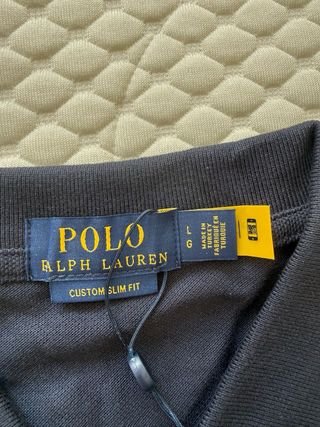 POLO
RALPH LAUREN
CUSTOM SLIM FIT
L
G
MADE IN
TURKEY
FABRIQUÉ EN
TURQUIE